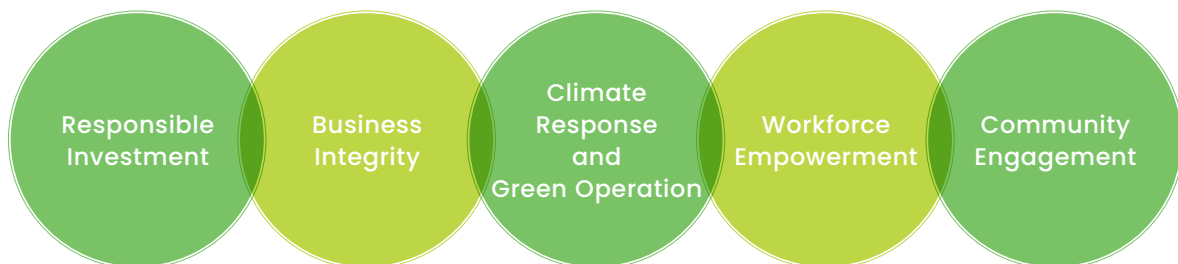 Responsible
Investment
Business
Integrity
Climate
Response
and
Green Operation
Workforce
Empowerment
Community
Engagement